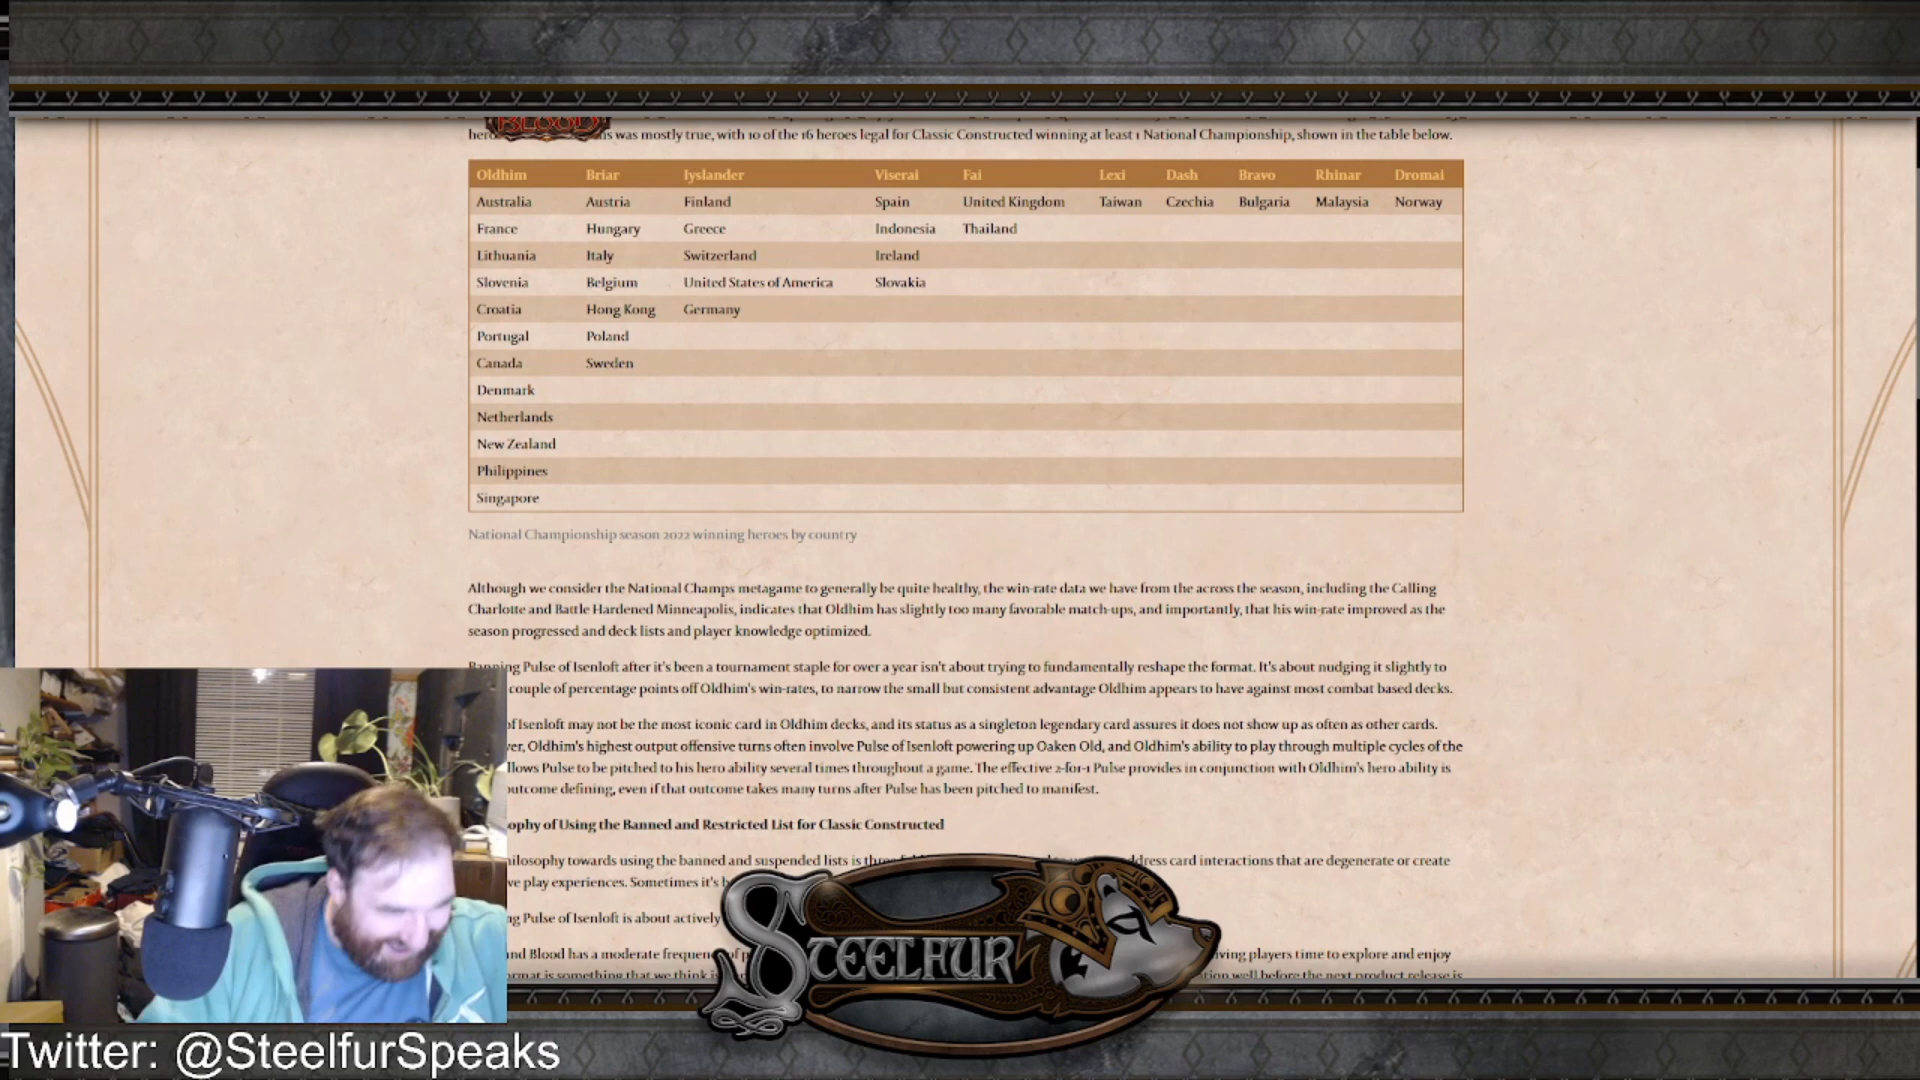 BLOOD
was mostly true, with 10 of the 16 heroes legal for Classic Constructed winning at least 1 National Championship, shown in the table below.
Oldhim Briar Iyslander Viserai Fai Lexi Dash Bravo Rhinar Dromai
Australia Austria Finland Spain United Kingdom Taiwan Czechia Bulgaria Malaysia Norway
France Hungary Greece Indonesia Thailand
Lithuania Italy Switzerland Ireland
Slovenia Belgium United States of America Slovakia
Croatia Hong Kong Germany
Portugal Poland
Canada Sweden
Denmark
Netherlands
New Zealand
Philippines
Singapore
National Championship season 2022 winning heroes by country
Although we consider the National Champs metagame to generally be quite healthy, the win-rate data we have from the across the season, including the Calling
Charlotte and Battle Hardened Minneapolis, indicates that Oldhim has slightly too many favorable match-ups, and importantly, that his win-rate improved as the
season progressed and deck lists and player knowledge optimized.
Banning Pulse of Isenloft after it's been a tournament staple for over a year isn't about trying to fundamentally reshape the format. It's about nudging it slightly to
couple of percentage points off Oldhim's win-rates, to narrow the small but consistent advantage Oldhim appears to have against most combat based decks.
of Isenloft may not be the most iconic card in Oldhim decks, and its status as a singleton legendary card assures it does not show up as often as other cards.
Oldhim's highest output offensive turns often involve Pulse of Isenloft powering up Oaken Old, and Oldhim's ability to play through multiple cycles of the
Pulse to be pitched to his hero ability several times throughout a game. The effective 2-for-1 Pulse provides in conjunction with Oldhim's hero ability is
outcome defining, even if that outcome takes many turns after Pulse has been pitched to manifest.
of Using the Banned and Restricted List for Classic Constructed
philosophy towards using the banned and suspended lists is card interactions that are degenerate or create
play experiences. Sometimes it's
Pulse of Isenloft is about actively
and Blood has a moderate players time to explore and enjoy
is something that we think well before the next product release is
STEELFUR
Twitter: @SteelfurSpeaks